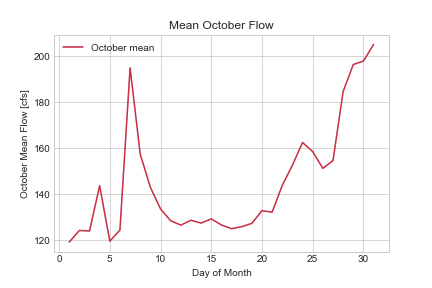 Mean October Flow
October mean
200
180
160
140
120
October Mean Flow [cfs]
0 5 10 15 20 25 30
Day of Month